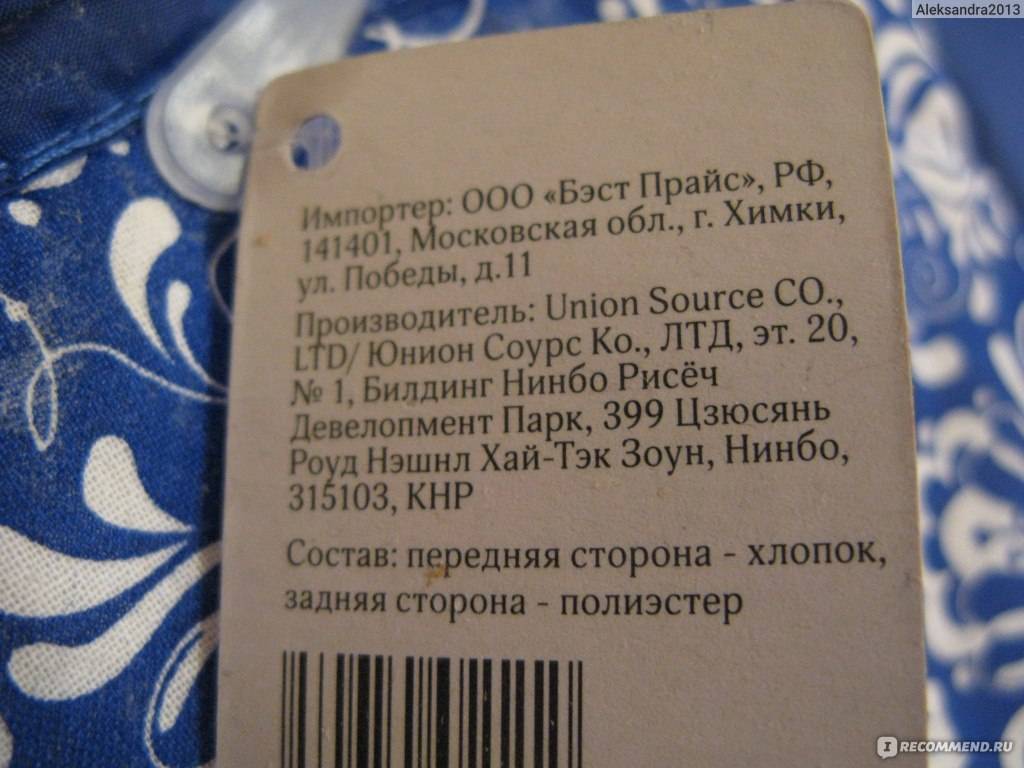 Aleksandra2013
Импортер: ООО «Бэст Прайс», РФ,
141401, Московская обл., г. Химки,
ул. Победы, д.11
Производитель: Union Source CO.,
LTD/ Юнион Соурс Ко., ЛТД, эт. 20,
№ 1, Билдинг Нинбо Рисёч
Девелопмент Парк, 399 Цзюсянь
Роуд Нэшнл Хай-Тэк Зоун, Нинбо,
315103, КНР
Состав: передняя сторона - хлопок,
задняя сторона - полиэстер
IRECOMMEND.RU